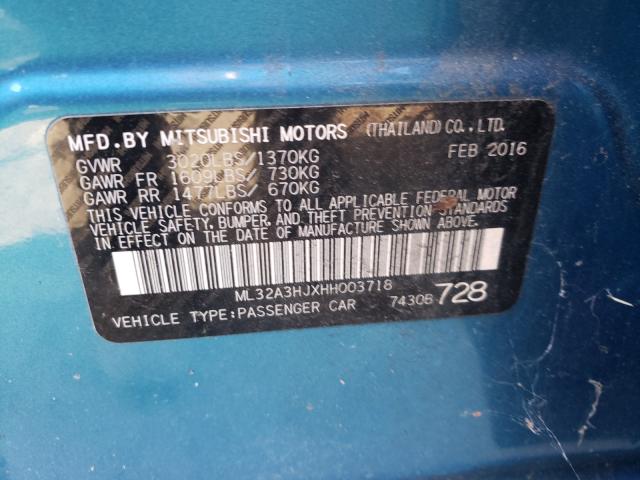 MFD.BY MITSUBISHI MOTORS (THAILAND) CO., LTD.
FEB 2016
GVWR 3020LBS/1370KG
GAWR FR 1609LBS/ 730KG
GAWR RR 1477LBS/ 670KG
THIS VEHICLE CONFORMS TO ALL APPLICABLE FEDERAL MOTOR
VEHICLE SAFETY, BUMPER, AND THEFT PREVENTION STANDARDS
IN EFFECT ON THE DATE OF MANUFACTURE SHOWN ABOVE.
ML32A3HJXHH003718
VEHICLE TYPE:PASSENGER CAR 7430B 728